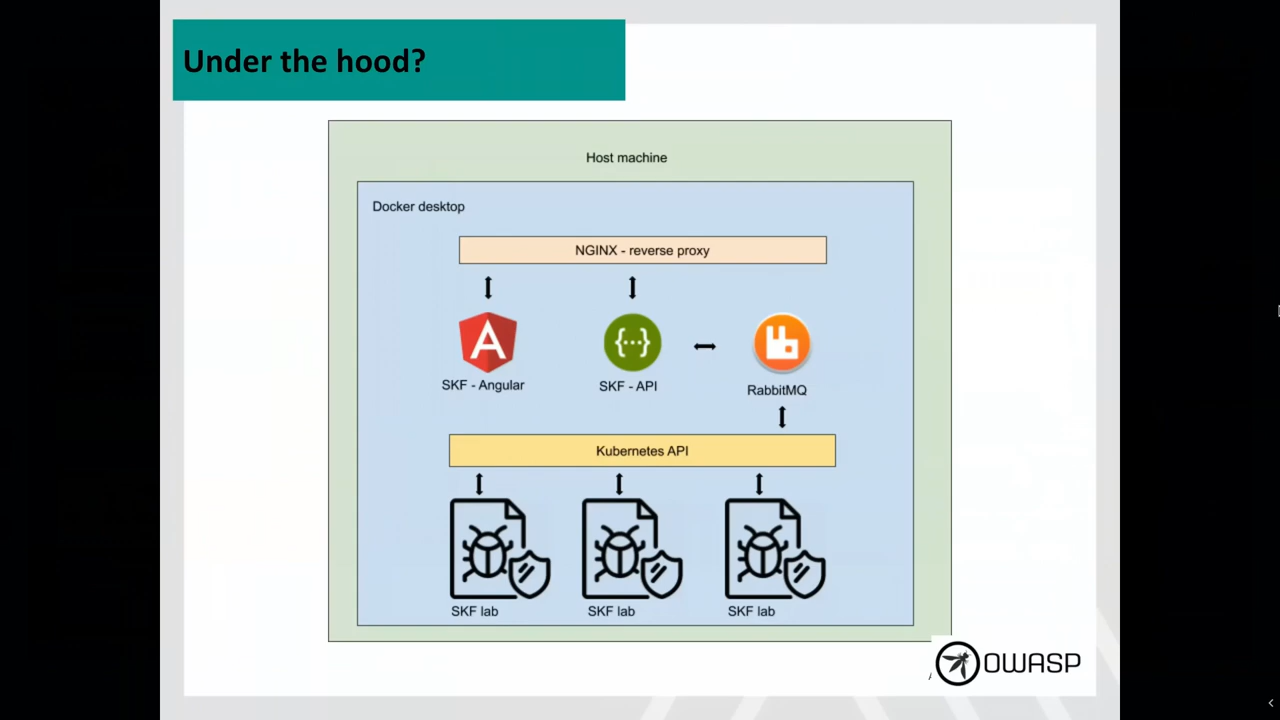 Under the hood?
Host machine
Docker desktop
NGINX - reverse proxy
SKF - Angular
SKF - API
RabbitMQ
Kubernetes API
SKF lab
SKF lab
SKF lab
OWASP